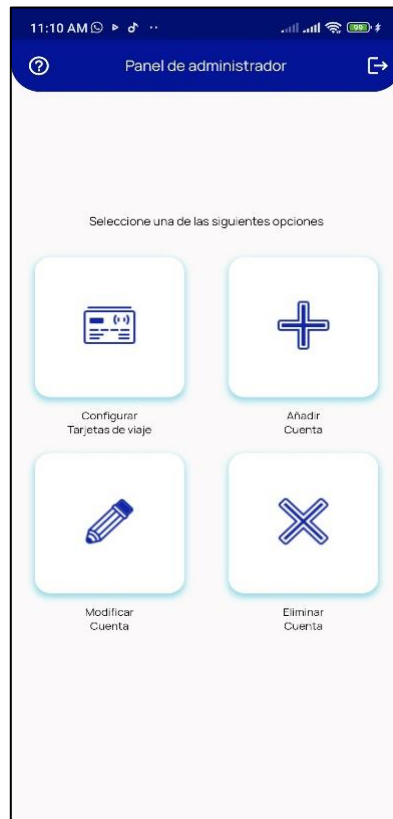 11:10 AM
99
Panel de administrador
Seleccione una de las siguientes opciones
Configurar
Tarjetas de viaje
Añadir
Cuenta
Modificar
Cuenta
Eliminar
Cuenta